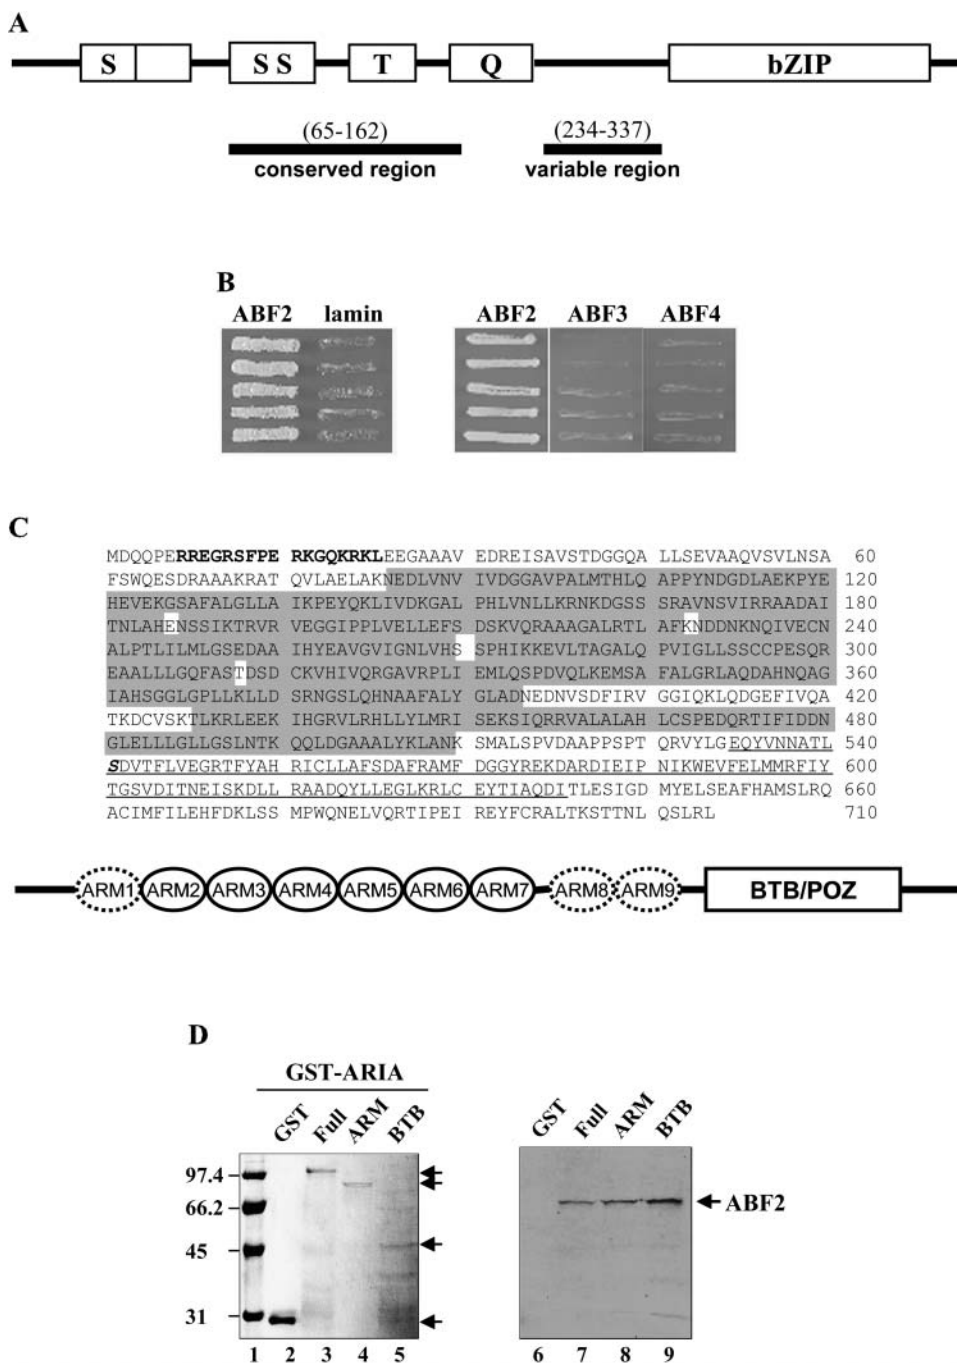 A
S
S S
T
Q
bZIP
(65-162)
(234-337)
conserved region
variable region
B
ABF2 lamin
ABF2 ABF3 ABF4
C
MDQQPERREGRSFPE RKGQKRKLEEGAAAV EDREISAVSTDGGQA LLSEVAAQVSVLNSA 60
FSWQESDRAAAKRAT QVLAELAKNEDLVNV IVDGGAVPALMTHLQ APPYNDGDLAEKPYE 120
HEVEKGSAFALGLLA IKPEYQKLIVDKGAL PHLVNLLKRNKDGSS SRAVNSVIRRAADAI 180
TNLAHENSSIKTRVR VEGGIPPLVELLEFS DSKVQRAAAGALRTL AFKNDDNKNQIVECN 240
ALPTLILMLGSEDAA IHYEAVGVIGNLVHS SPHIKKEVLTAGALQ PVIGLLSSCCPESQR 300
EAALLLGQFASTDSD CKVHIVQRGAVRPLI EMLQSPDVQLKEMSA FALGRLAQDAHNQAG 360
IAHSGGLGPLLKLLD SRNGSLQHNAAFALY GLADNEDNVSDFIRV GGIQKLQDGEFIVQA 420
TKDCVSKTLKRLEEK IHGRVLRHLLYLMRI SEKSIQRRVALALAH LCSPEDQRTIFIDDN 480
GLELLLGLLGSLNTK QQLDGAAALYKLANK SMALSPVDAAPPSPT QRVYLGEQYVNNATL 540
SDVTFLVEGRTFYAH RICLLAFSDAFRAMF DGGYREKDARDIEIP NIKWEVFELMMRFIY 600
TGSVDITNEISKDLL RAADQYLLEGLKRLC EYTIAQDITLESIGD MYELSEAFHAMSLRQ 660
ACIMFILEHFDKLSS MPWQNELVQRTIPEI REYFCRALTKSTTNL QSLRL 710
ARM1 ARM2 ARM3 ARM4 ARM5 ARM6 ARM7 ARM8 ARM9 BTB/POZ
D
GST-ARIA
GST Full ARM BTB
GST Full ARM BTB
97.4
66.2
45
31
ABF2
1 2 3 4 5
6 7 8 9